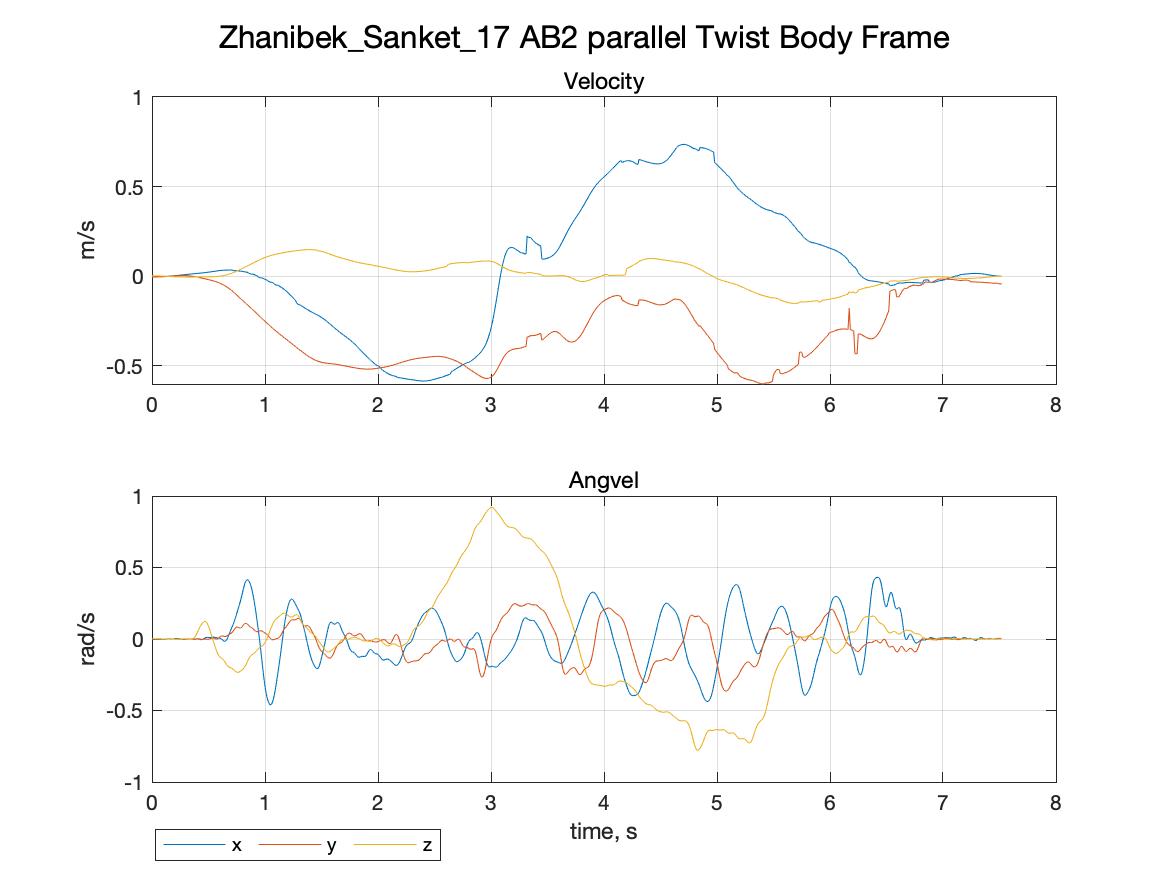 Zhanibek_Sanket_17 AB2 parallel Twist Body Frame
Velocity
1
0.5
0
-0.5
m/s
0 1 2 3 4 5 6 7 8
Angvel
1
0.5
0
-0.5
-1
rad/s
0 1 2 3 4 5 6 7 8
time, s
x y z